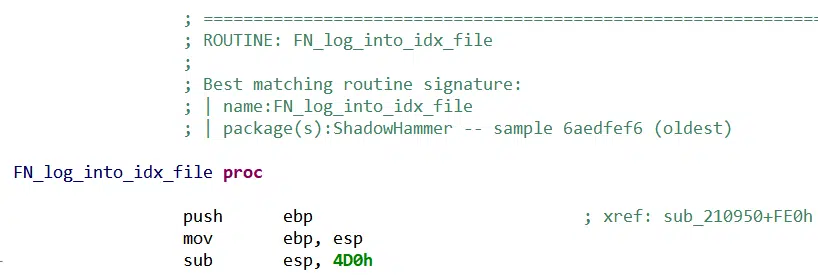 ; =============================================================
; ROUTINE: FN_log_into_idx_file
;
; Best matching routine signature:
; | name:FN_log_into_idx_file
; | package(s):ShadowHammer -- sample 6aedfef6 (oldest)
FN_log_into_idx_file proc
push ebp ; xref: sub_210950+FE0h
mov ebp, esp
sub esp, 4D0h